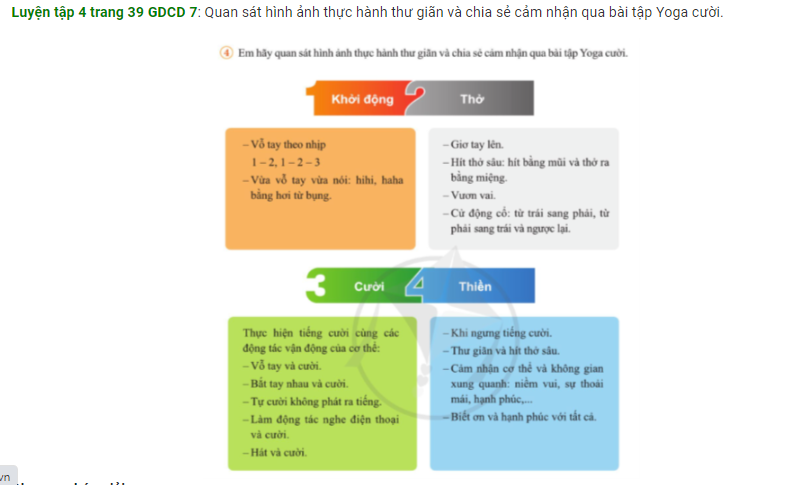 Luyện tập 4 trang 39 GDCD 7: Quan sát hình ảnh thực hành thư giãn và chia sẻ cảm nhận qua bài tập Yoga cười.
4 Em hãy quan sát hình ảnh thực hành thư giãn và chia sẻ cảm nhận qua bài tập Yoga cười.
1 Khởi động
2 Thở
– Vỗ tay theo nhịp
1 – 2, 1 – 2 – 3
– Vừa vỗ tay vừa nói: hihi, haha
bằng hơi từ bụng.
– Giơ tay lên.
– Hít thở sâu: hít bằng mũi và thở ra
bằng miệng.
– Vươn vai.
– Cử động cổ: từ trái sang phải, từ
phải sang trái và ngược lại.
3 Cười
4 Thiền
Thực hiện tiếng cười cùng các
động tác vận động của cơ thể:
– Vỗ tay và cười.
– Bắt tay nhau và cười.
– Tự cười không phát ra tiếng.
– Làm động tác nghe điện thoại
và cười.
– Hát và cười.
– Khi ngưng tiếng cười.
– Thư giãn và hít thở sâu.
– Cảm nhận cơ thể và không gian
xung quanh: niềm vui, sự thoải
mái, hạnh phúc,...
– Biết ơn và hạnh phúc với tất cả.
vn